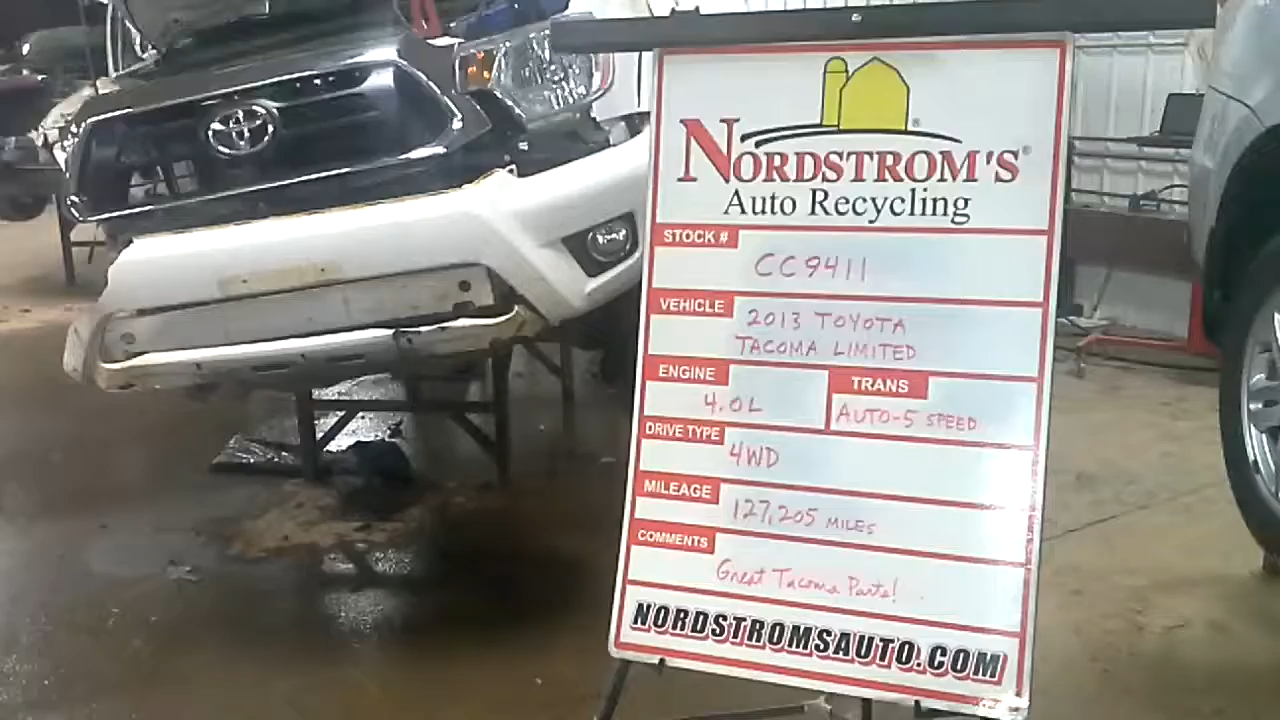 NORDSTROM'S®
Auto Recycling
STOCK #
CC9411
VEHICLE
2013 TOYOTA
TACOMA LIMITED
ENGINE
4.0L
TRANS
AUTO-5 SPEED
DRIVE TYPE
4WD
MILEAGE
127,205 MILES
COMMENTS
Great Tacoma Parts!
NORDSTROMSAUTO.COM